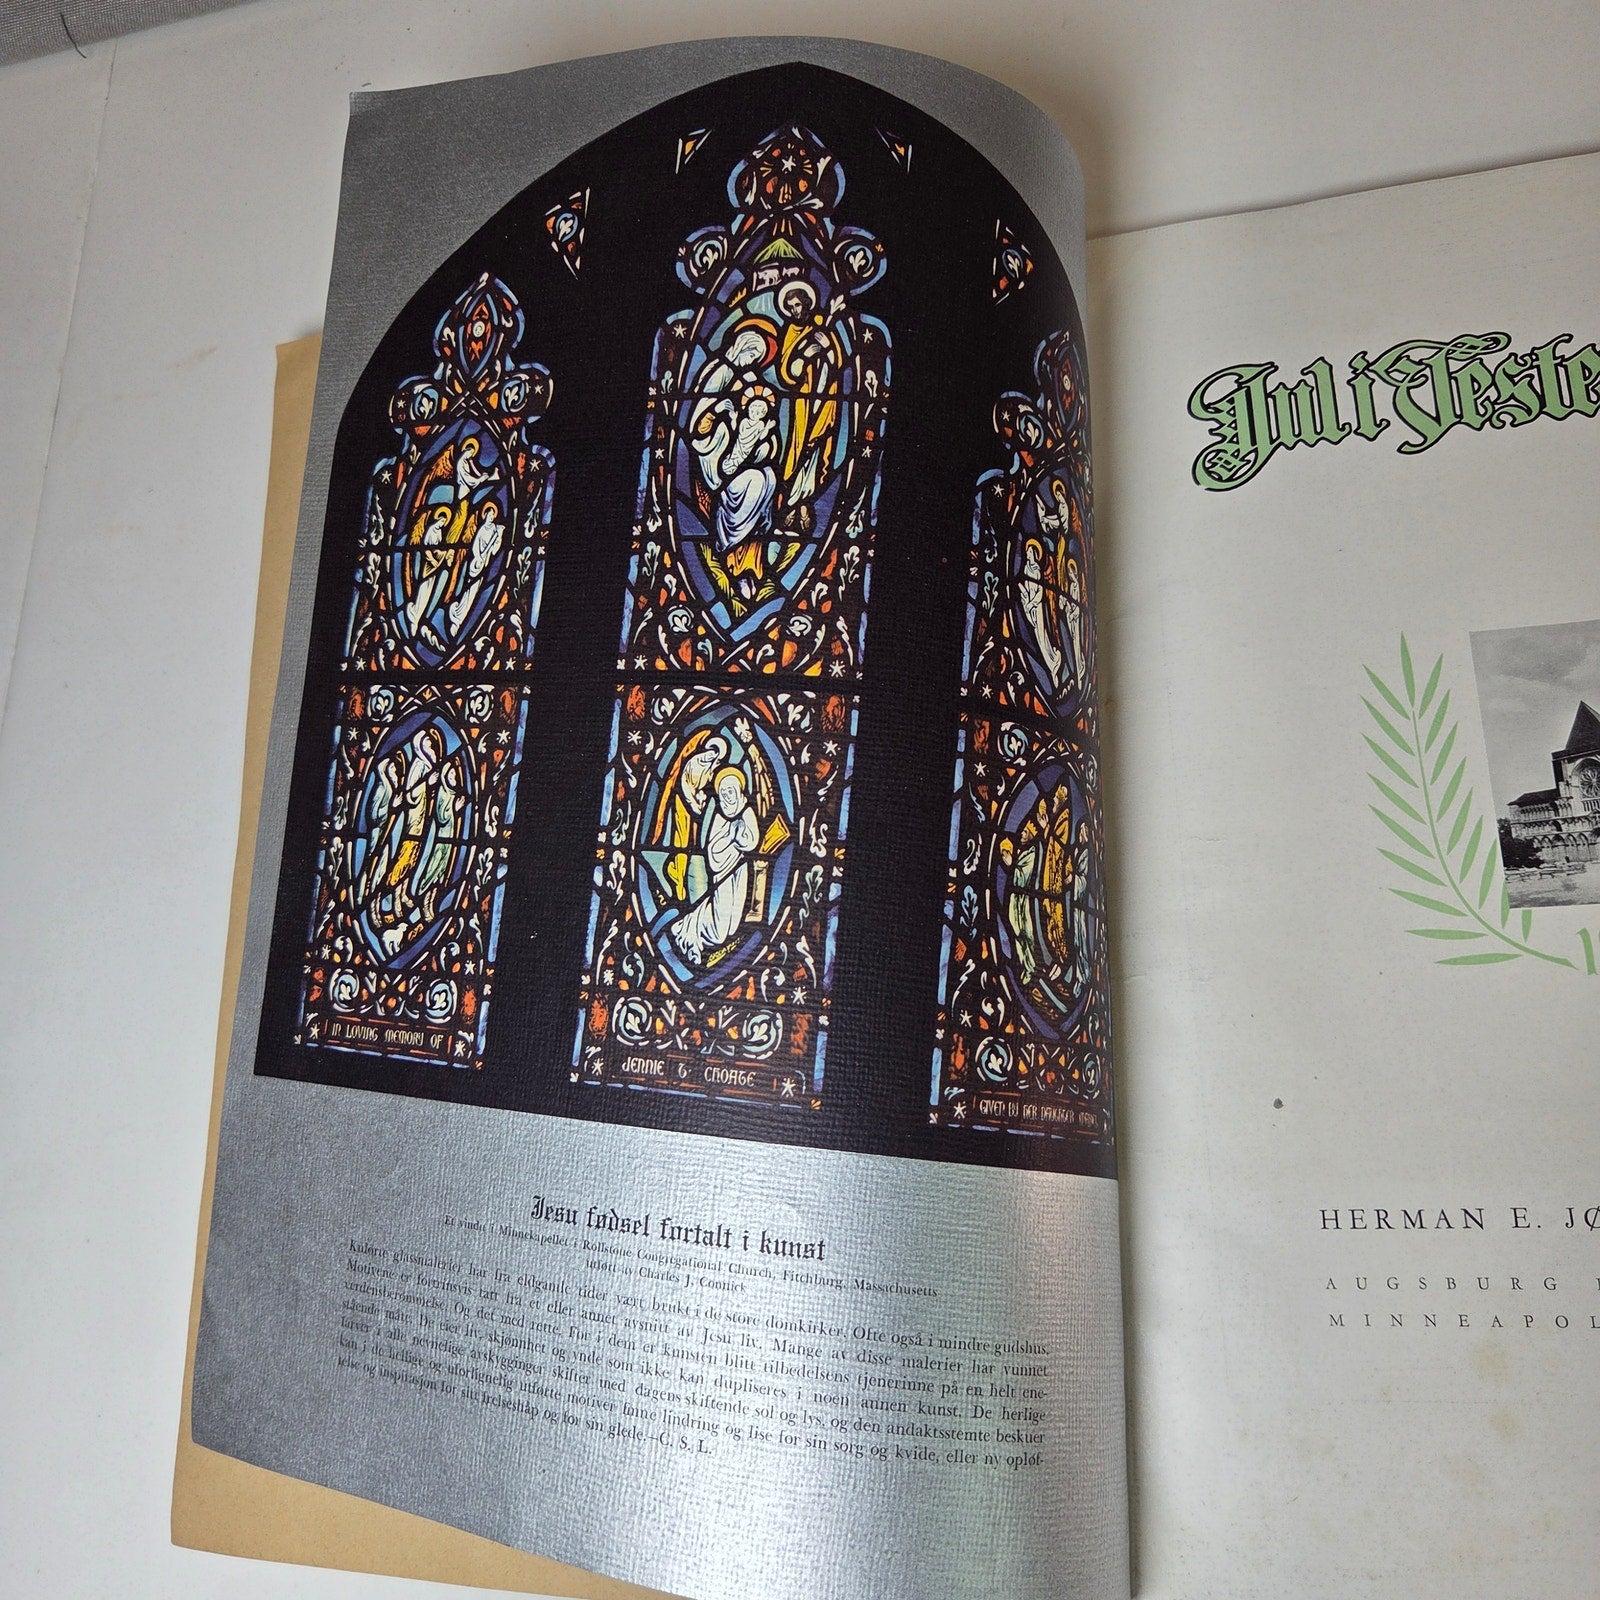 IN LOVING MEMORY OF
JENNIE T. CHOATE
GIVEN BY HER DAUGHTER
Jesu fødsel fortalt i kunst
Et vindu i Minnekapellet i Rollstone Congregational Church, Fitchburg, Massachusetts
utført av Charles J. Connick
Kulørte glassmalerier har fra eldgamle tider vært brukt i de store domkirker. Ofte også i mindre gudshus.
Motivene er fortrinsvis tatt fra et eller annet avsnitt av Jesu liv. Mange av disse malerier har vunnet
verdensberømmelse. Og det med rette. For i dem er kunsten blitt tilbedelsens tjenerinne på en helt ene-
stående måte. De eier liv, skjønnhet og ynde som ikke kan dupliseres i noen annen kunst. De herlige
farver i alle nevnelige avskygginger skifter med dagens skiftende sol og lys, og den andaktsstemte beskuer
kan i de hellige og uforlignelig utførte motiver finne lindring og lise for sin sorg og kvide, eller ny opløf-
telse og inspirasjon for sitt frelseshåp og for sin glede.—C. S. L.
Jul i Veste
HERMAN E. JØ
AUGSBURG
MINNEAPOL